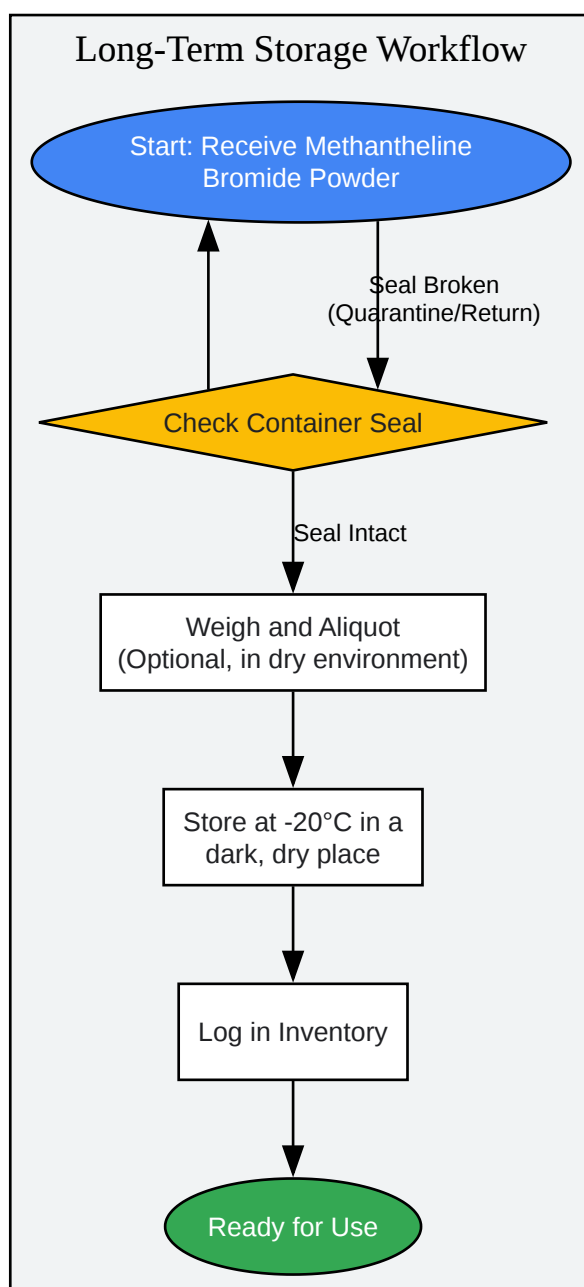 Long-Term Storage Workflow
Start: Receive Methantheline
Bromide Powder
Seal Broken
(Quarantine/Return)
Check Container Seal
Seal Intact
Weigh and Aliquot
(Optional, in dry environment)
Store at -20°C in a
dark, dry place
Log in Inventory
Ready for Use